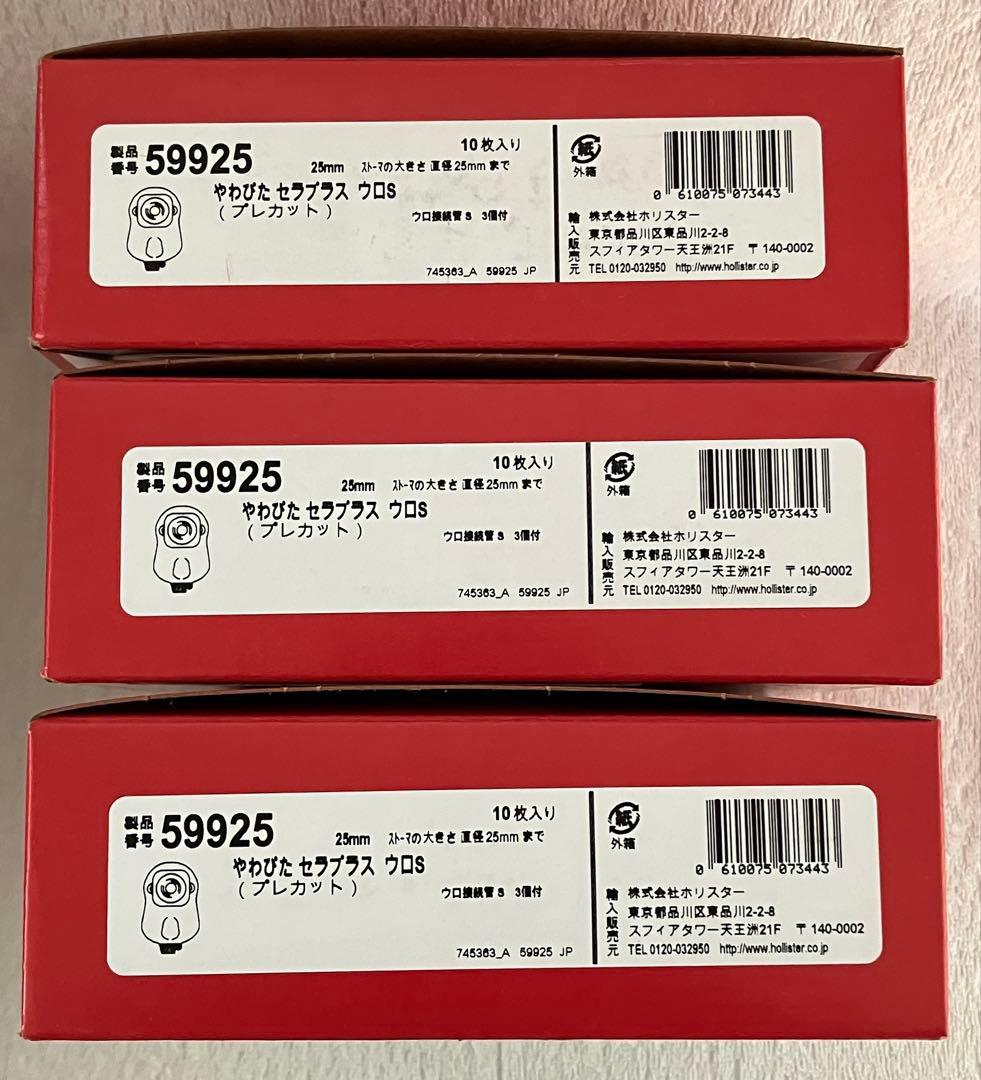 製品番号 59925
10枚入り
25mm ストーマの大きさ 直径25mm まで
やわぴた セラプラス ウロS
(プレカット)
ウロ接続管 S 3個付
745363_A 59925 JP
紙
外箱
0 610075 073443
輸入販売元
株式会社ホリスター
東京都品川区東品川2-2-8
スフィアタワー天王洲21F 〒140-0002
TEL 0120-032950 http://www.hollister.co.jp
製品番号 59925
10枚入り
25mm ストーマの大きさ 直径25mm まで
やわぴた セラプラス ウロS
(プレカット)
ウロ接続管 S 3個付
745363_A 59925 JP
紙
外箱
0 610075 073443
輸入販売元
株式会社ホリスター
東京都品川区東品川2-2-8
スフィアタワー天王洲21F 〒140-0002
TEL 0120-032950 http://www.hollister.co.jp
製品番号 59925
10枚入り
25mm ストーマの大きさ 直径25mm まで
やわぴた セラプラス ウロS
(プレカット)
ウロ接続管 S 3個付
745363_A 59925 JP
紙
外箱
0 610075 073443
輸入販売元
株式会社ホリスター
東京都品川区東品川2-2-8
スフィアタワー天王洲21F 〒140-0002
TEL 0120-032950 http://www.hollister.co.jp